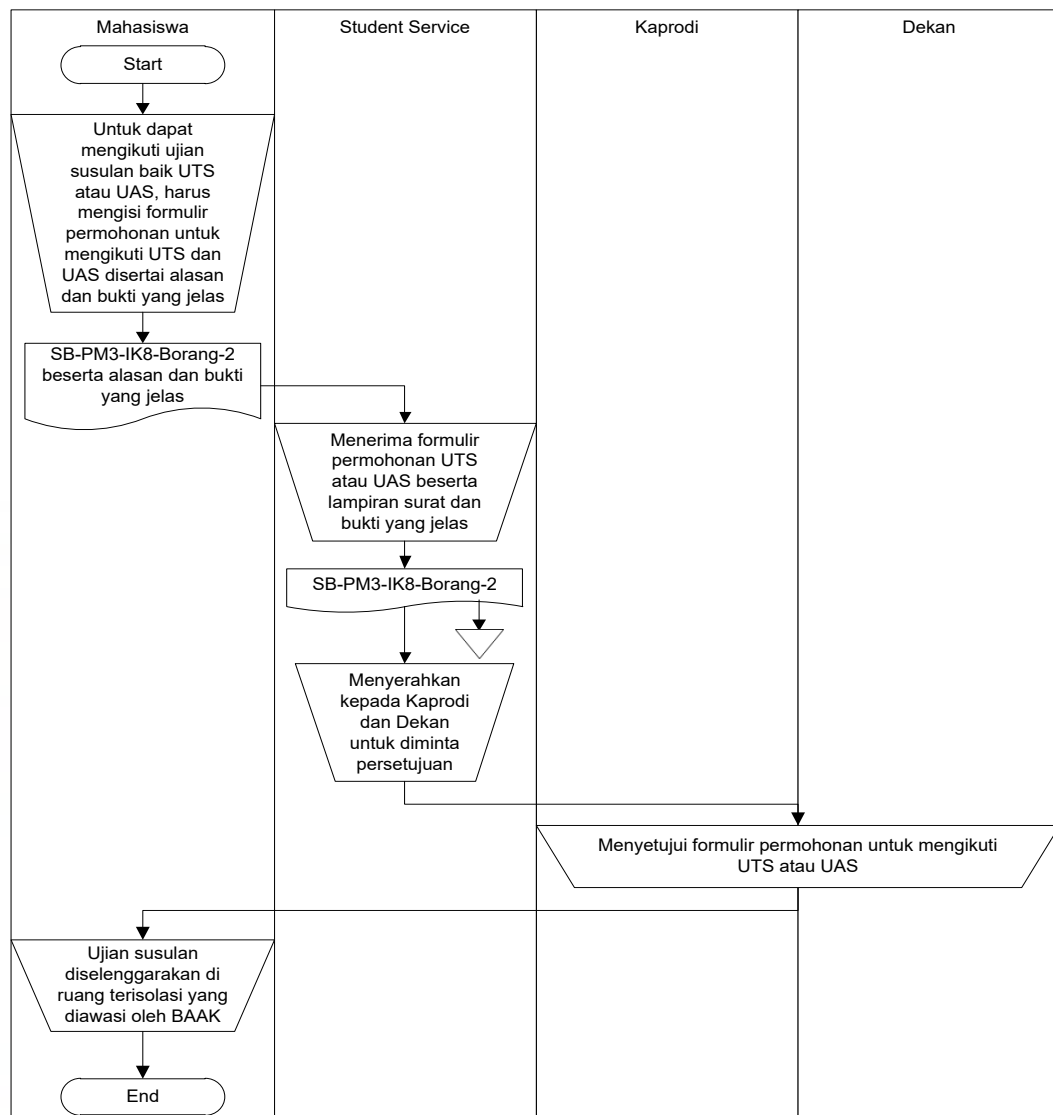 Mahasiswa
Student Service
Kaprodi
Dekan
Start
Untuk dapat
mengikuti ujian
susulan baik UTS
atau UAS, harus
mengisi formulir
permohonan untuk
mengikuti UTS dan
UAS disertai alasan
dan bukti yang jelas
SB-PM3-IK8-Borang-2
beserta alasan dan bukti
yang jelas
Menerima formulir
permohonan UTS
atau UAS beserta
lampiran surat dan
bukti yang jelas
SB-PM3-IK8-Borang-2
Menyerahkan
kepada Kaprodi
dan Dekan
untuk diminta
persetujuan
Menyetujui formulir permohonan untuk mengikuti
UTS atau UAS
Ujian susulan
diselenggarakan di
ruang terisolasi yang
diawasi oleh BAAK
End